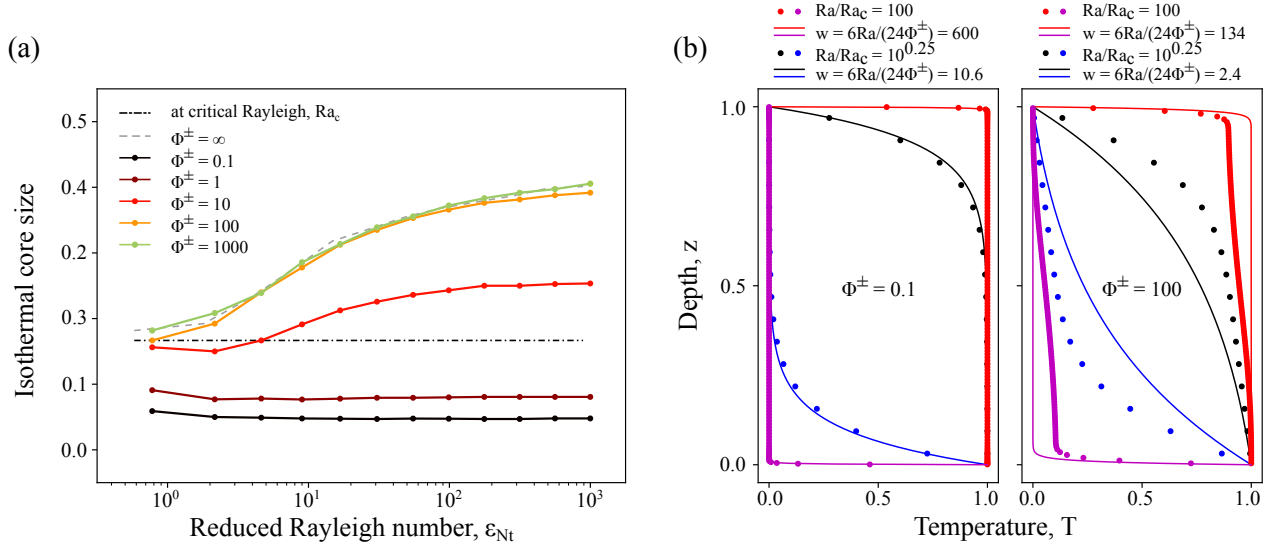 (a)
at critical Rayleigh, Ra_c
Φ^± = ∞
Φ^± = 0.1
Φ^± = 1
Φ^± = 10
Φ^± = 100
Φ^± = 1000
Isothermal core size
0.5
0.4
0.2
0.3
0.1
0.0
10^0
10^1
10^2
10^3
Reduced Rayleigh number, ε_Nt
(b)
Ra/Ra_c = 100
w = 6Ra/(24Φ^±) = 600
Ra/Ra_c = 10^0.25
w = 6Ra/(24Φ^±) = 10.6
Ra/Ra_c = 100
w = 6Ra/(24Φ^±) = 134
Ra/Ra_c = 10^0.25
w = 6Ra/(24Φ^±) = 2.4
Depth, z
1.0
0.5
0.0
Φ^± = 0.1
Φ^± = 100
0.0
0.5
1.0
0.0
0.5
1.0
Temperature, T